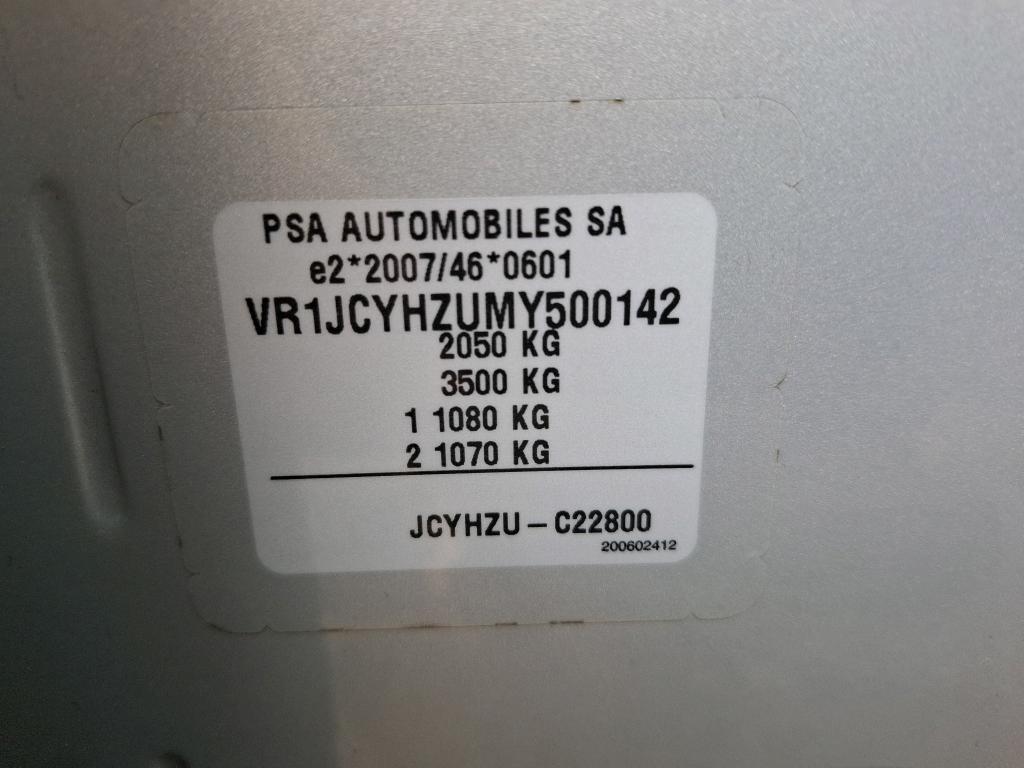 PSA AUTOMOBILES SA
e2*2007/46*0601
VR1JCYHZUMY500142
2050 KG
3500 KG
1 1080 KG
2 1070 KG
JCYHZU – C22800
200602412